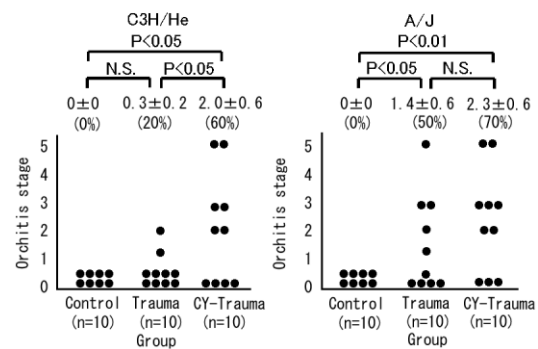 C3H/He
P<0.05
N.S. P<0.05
0±0 0.3±0.2 2.0±0.6
(0%) (20%) (60%)
Orchitis stage
5
4
3
2
1
0
Control Trauma CY-Trauma
(n=10) (n=10) (n=10)
Group
A/J
P<0.01
P<0.05 N.S.
0±0 1.4±0.6 2.3±0.6
(0%) (50%) (70%)
Orchitis stage
5
4
3
2
1
0
Control Trauma CY-Trauma
(n=10) (n=10) (n=10)
Group